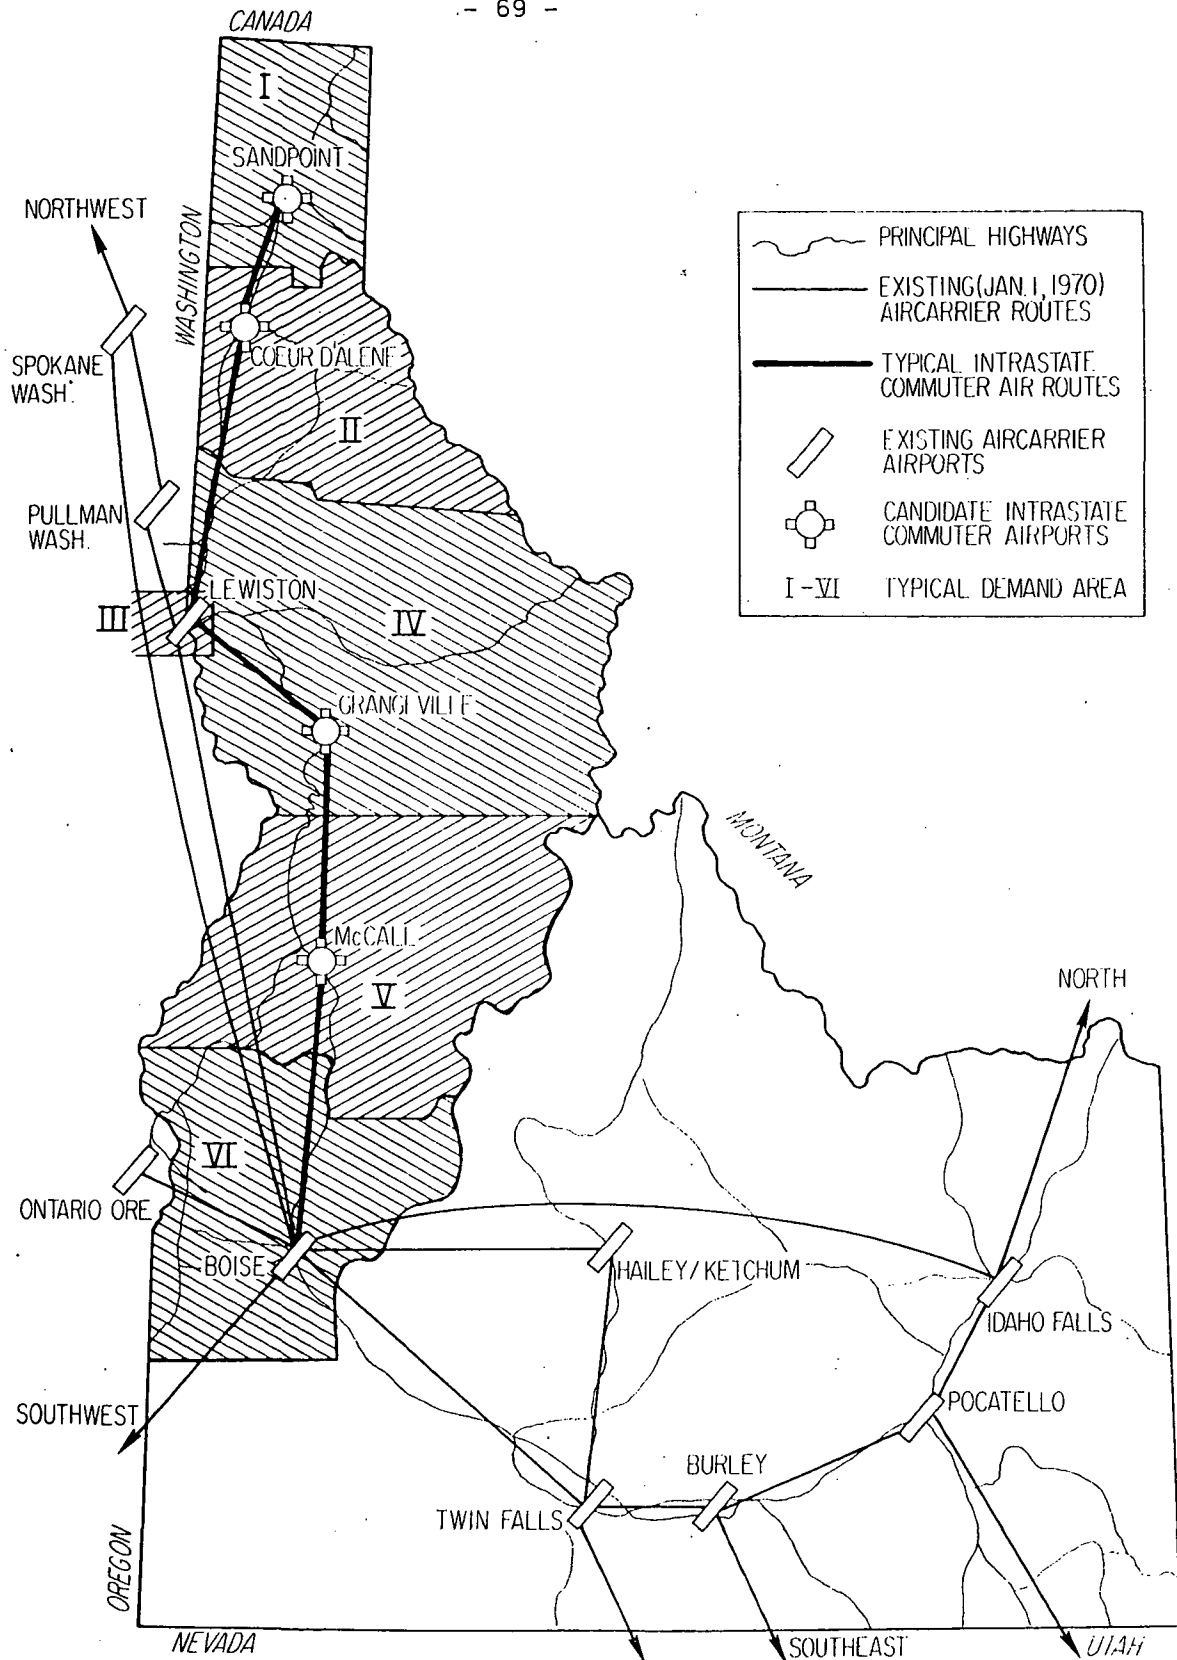 - 69 -
CANADA
I
SANDPOINT
NORTHWEST
WASHINGTON
SPOKANE
WASH.
COEUR D'ALENE
II
PULLMAN
WASH.
III
LEWISTON
IV
GRANGEVILLE
MONTANA
McCALL
V
NORTH
VI
ONTARIO ORE.
BOISE
HAILEY/KETCHUM
IDAHO FALLS
SOUTHWEST
POCATELLO
BURLEY
TWIN FALLS
OREGON
NEVADA
SOUTHEAST
UTAH
PRINCIPAL HIGHWAYS
EXISTING (JAN. 1, 1970)
AIRCARRIER ROUTES
TYPICAL INTRASTATE
COMMUTER AIR ROUTES
EXISTING AIRCARRIER
AIRPORTS
CANDIDATE INTRASTATE
COMMUTER AIRPORTS
I-VI TYPICAL DEMAND AREA